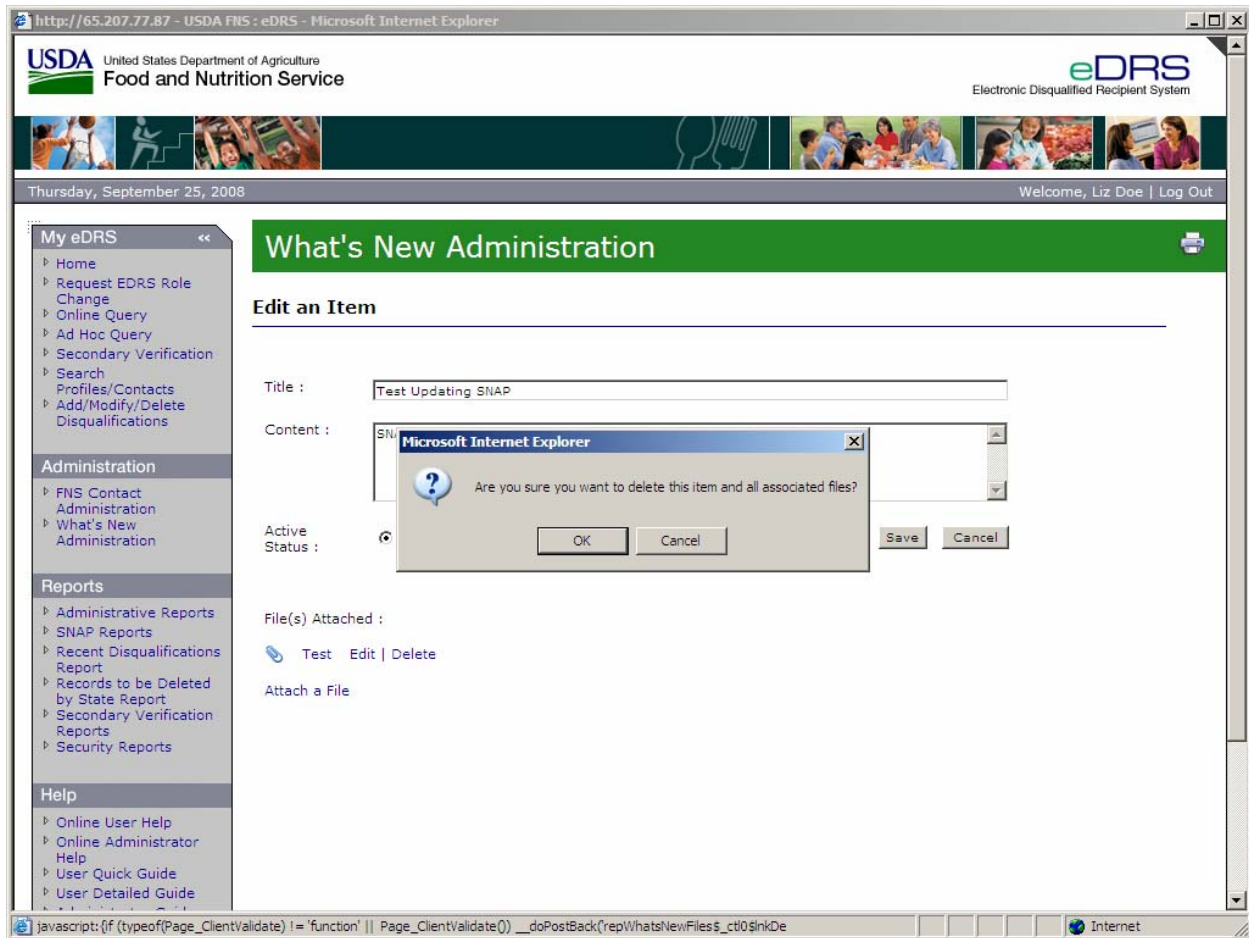 http://65.207.77.87 - USDA FNS : eDRS - Microsoft Internet Explorer
USDA United States Department of Agriculture
Food and Nutrition Service
eDRS
Electronic Disqualified Recipient System
Thursday, September 25, 2008
Welcome, Liz Doe | Log Out
My eDRS <<
Home
Request EDRS Role
Change
Online Query
Ad Hoc Query
Secondary Verification
Search
Profiles/Contacts
Add/Modify/Delete
Disqualifications
Administration
FNS Contact
Administration
What's New
Administration
Reports
Administrative Reports
SNAP Reports
Recent Disqualifications
Report
Records to be Deleted
by State Report
Secondary Verification
Reports
Security Reports
Help
Online User Help
Online Administrator
Help
User Quick Guide
User Detailed Guide
What's New Administration
Edit an Item
Title :
Test Updating SNAP
Content :
Microsoft Internet Explorer
Are you sure you want to delete this item and all associated files?
OK Cancel
Active
Status :
Save Cancel
File(s) Attached :
Test Edit | Delete
Attach a File
javascript:{if (typeof(Page_ClientValidate) != 'function' || Page_ClientValidate()) __doPostBack('repWhatsNewFiles$_ctl0$lnkDe
Internet